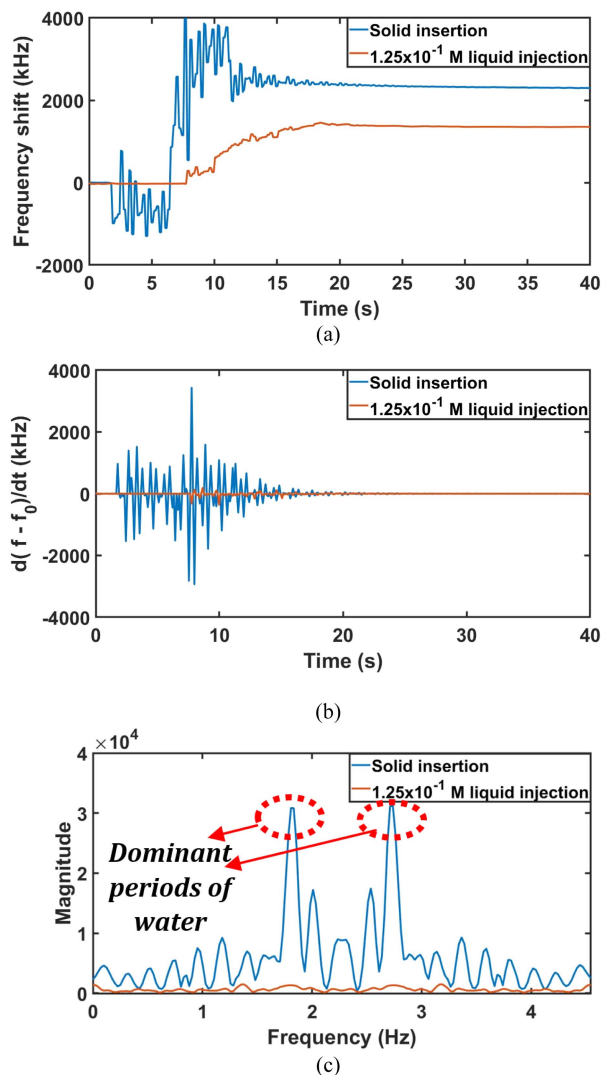 Frequency shift (kHz)
4000
2000
0
-2000
Solid insertion
1.25x10⁻¹ M liquid injection
0 5 10 15 20 25 30 35 40
Time (s)
(a)
d( f - f₀)/dt (kHz)
4000
2000
0
-2000
-4000
Solid insertion
1.25x10⁻¹ M liquid injection
0 10 20 30 40
Time (s)
(b)
×10⁴
Magnitude
4
3
2
1
0
Solid insertion
1.25x10⁻¹ M liquid injection
Dominant
periods of
water
0 1 2 3 4
Frequency (Hz)
(c)